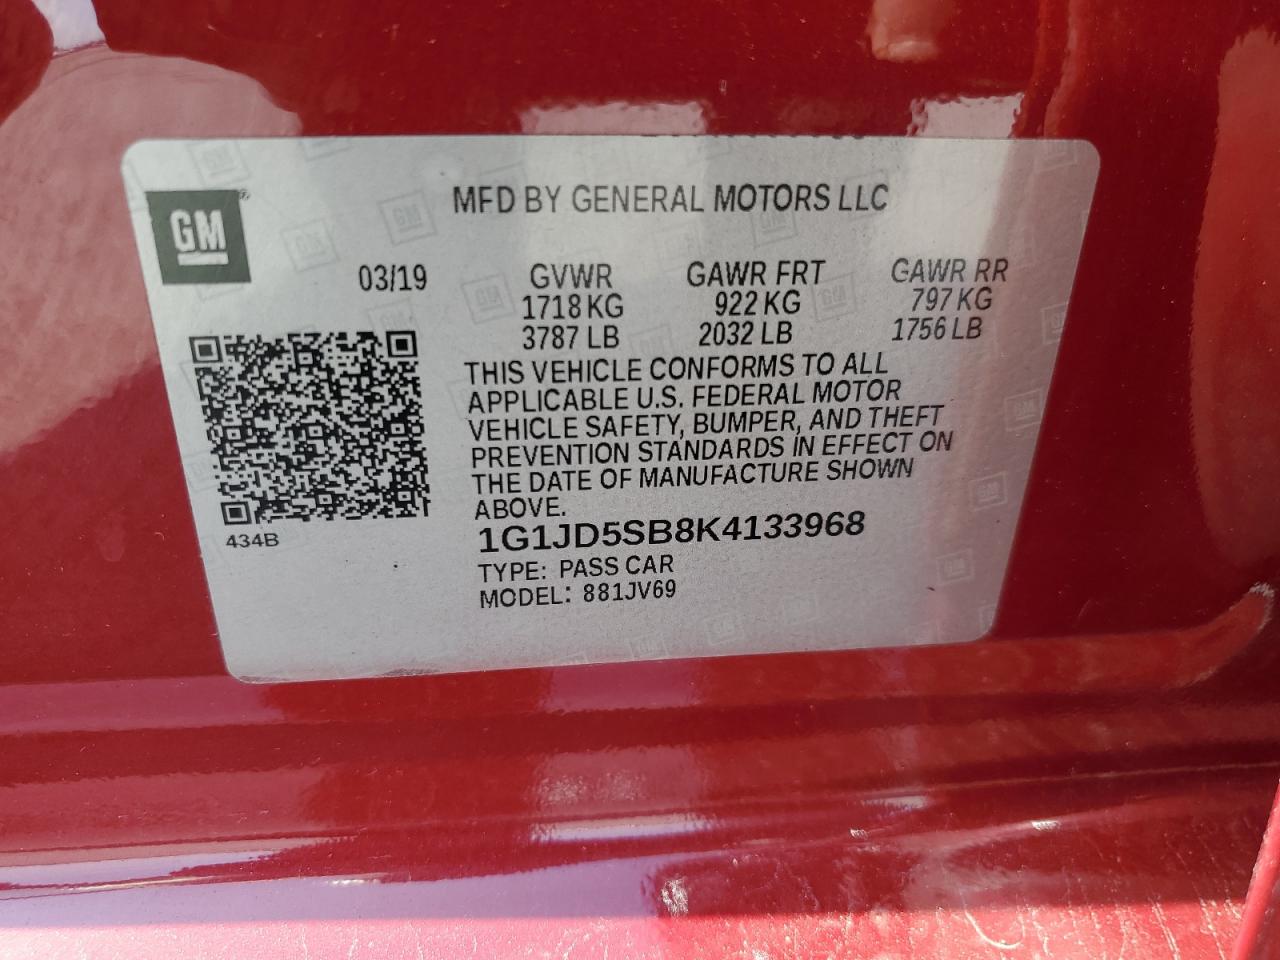 GM
MFD BY GENERAL MOTORS LLC
03/19 GVWR GAWR FRT GAWR RR
1718 KG 922 KG 797 KG
3787 LB 2032 LB 1756 LB
THIS VEHICLE CONFORMS TO ALL
APPLICABLE U.S. FEDERAL MOTOR
VEHICLE SAFETY, BUMPER, AND THEFT
PREVENTION STANDARDS IN EFFECT ON
THE DATE OF MANUFACTURE SHOWN
ABOVE.
434B
1G1JD5SB8K4133968
TYPE: PASS CAR
MODEL: 881JV69